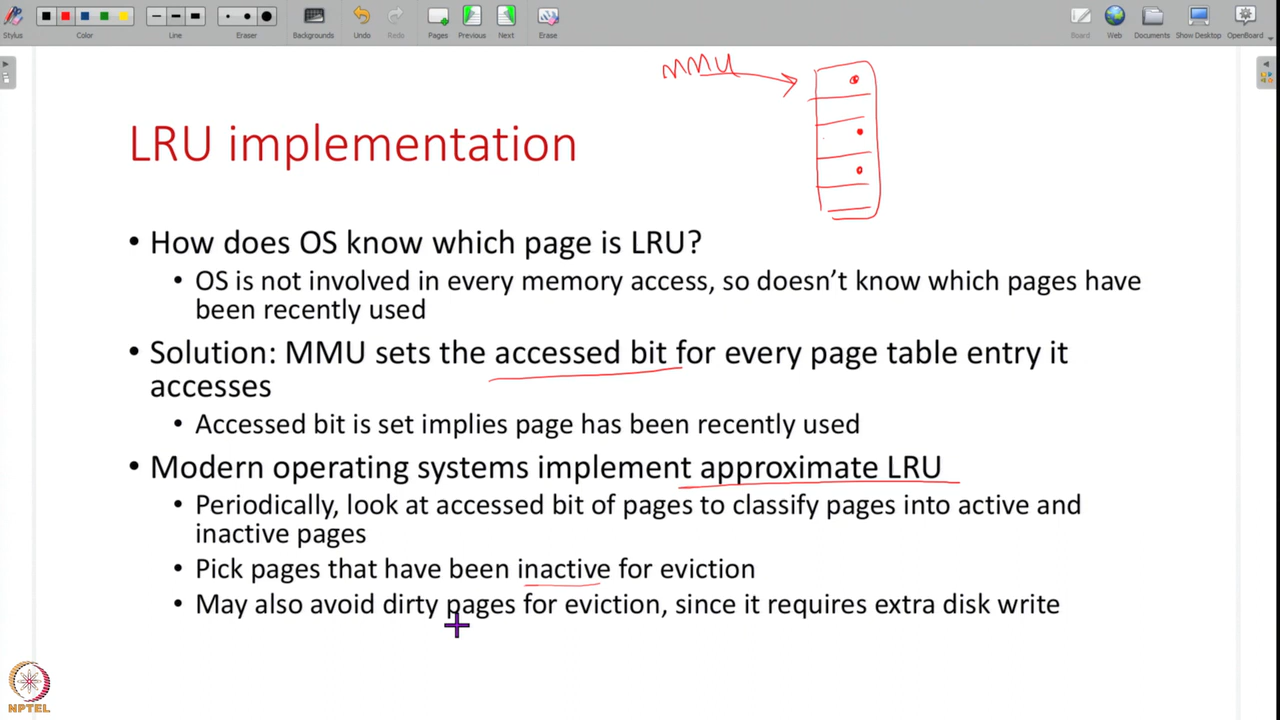 Stylus Color Line Eraser Backgrounds Undo Redo Pages Previous Next Erase Board Web Documents Show Desktop OpenBoard
MMU
LRU implementation
• How does OS know which page is LRU?
• OS is not involved in every memory access, so doesn’t know which pages have
been recently used
• Solution: MMU sets the accessed bit for every page table entry it
accesses
• Accessed bit is set implies page has been recently used
• Modern operating systems implement approximate LRU
• Periodically, look at accessed bit of pages to classify pages into active and
inactive pages
• Pick pages that have been inactive for eviction
• May also avoid dirty pages for eviction, since it requires extra disk write
NPTEL